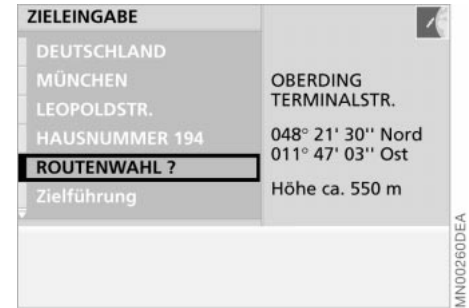 ZIELEINGABE
DEUTSCHLAND
MÜNCHEN
LEOPOLDSTR.
HAUSNUMMER 194
ROUTENWAHL ?
Zielführung
OBERDING
TERMINALSTR.
048° 21' 30'' Nord
011° 47' 03'' Ost
Höhe ca. 550 m
MN00260DEA